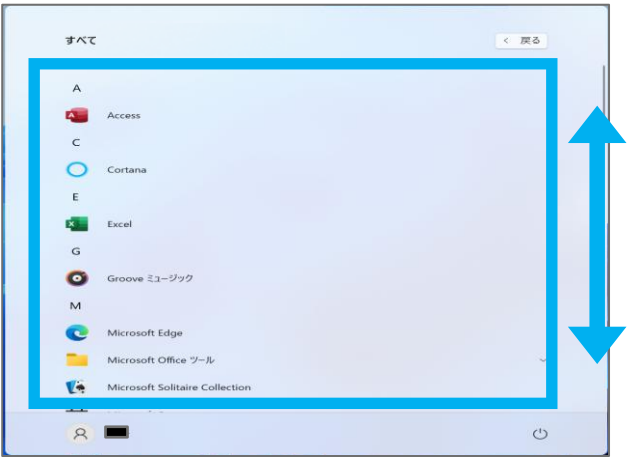 すべて
< 戻る
A
Access
C
Cortana
E
Excel
G
Groove ミュージック
M
Microsoft Edge
Microsoft Office ツール
Microsoft Solitaire Collection